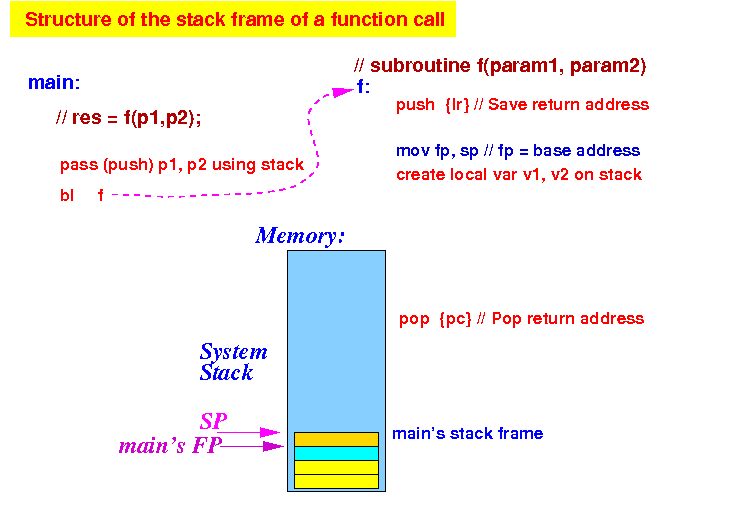 Structure of the stack frame of a function call
main:
// res = f(p1,p2);
pass (push) p1, p2 using stack
bl f
// subroutine f(param1, param2)
f:
push {lr} // Save return address
mov fp, sp // fp = base address
create local var v1, v2 on stack
pop {pc} // Pop return address
Memory:
System
Stack
SP
main's FP
main's stack frame